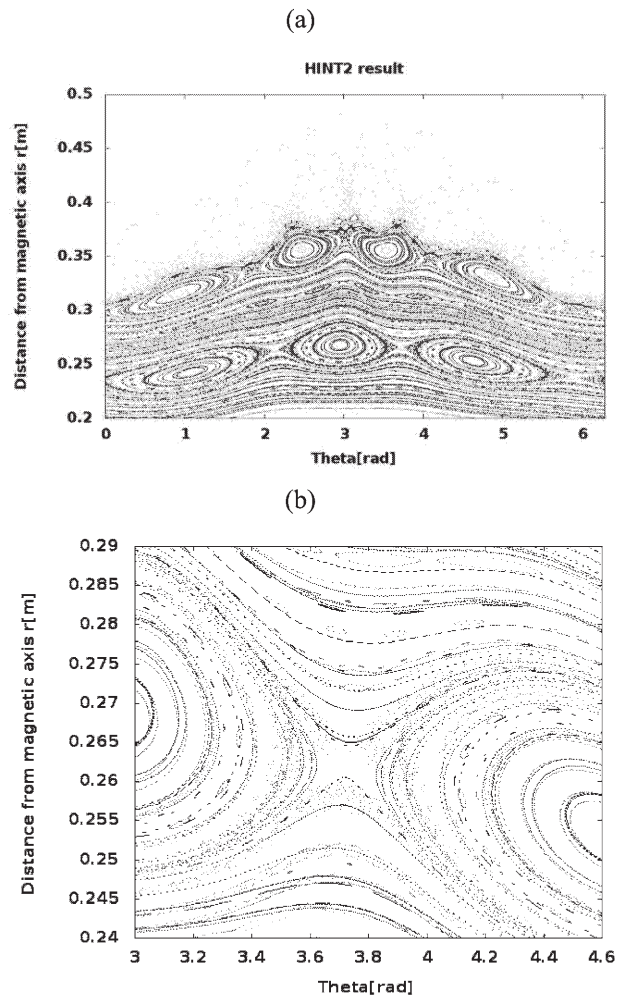 (a)
HINT2 result
0.5
0.45
0.4
0.35
0.3
0.25
0.2
Distance from magnetic axis r[m]
0 1 2 3 4 5 6
Theta[rad]
(b)
0.29
0.285
0.28
0.275
0.27
0.265
0.26
0.255
0.25
0.245
0.24
Distance from magnetic axis r[m]
3 3.2 3.4 3.6 3.8 4 4.2 4.4 4.6
Theta[rad]